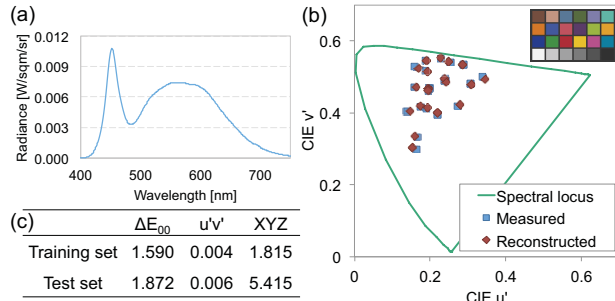 (a)
Radiance [W/sqm/sr]
0.015
0.012
0.009
0.006
0.003
0.000
400 500 600 700
Wavelength [nm]
(b)
CIE v'
0.6
0.4
0.2
0
0 0.2 0.4 0.6
CIE u'
Spectral locus
Measured
Reconstructed
(c)
ΔE00 u'v' XYZ
Training set 1.590 0.004 1.815
Test set 1.872 0.006 5.415